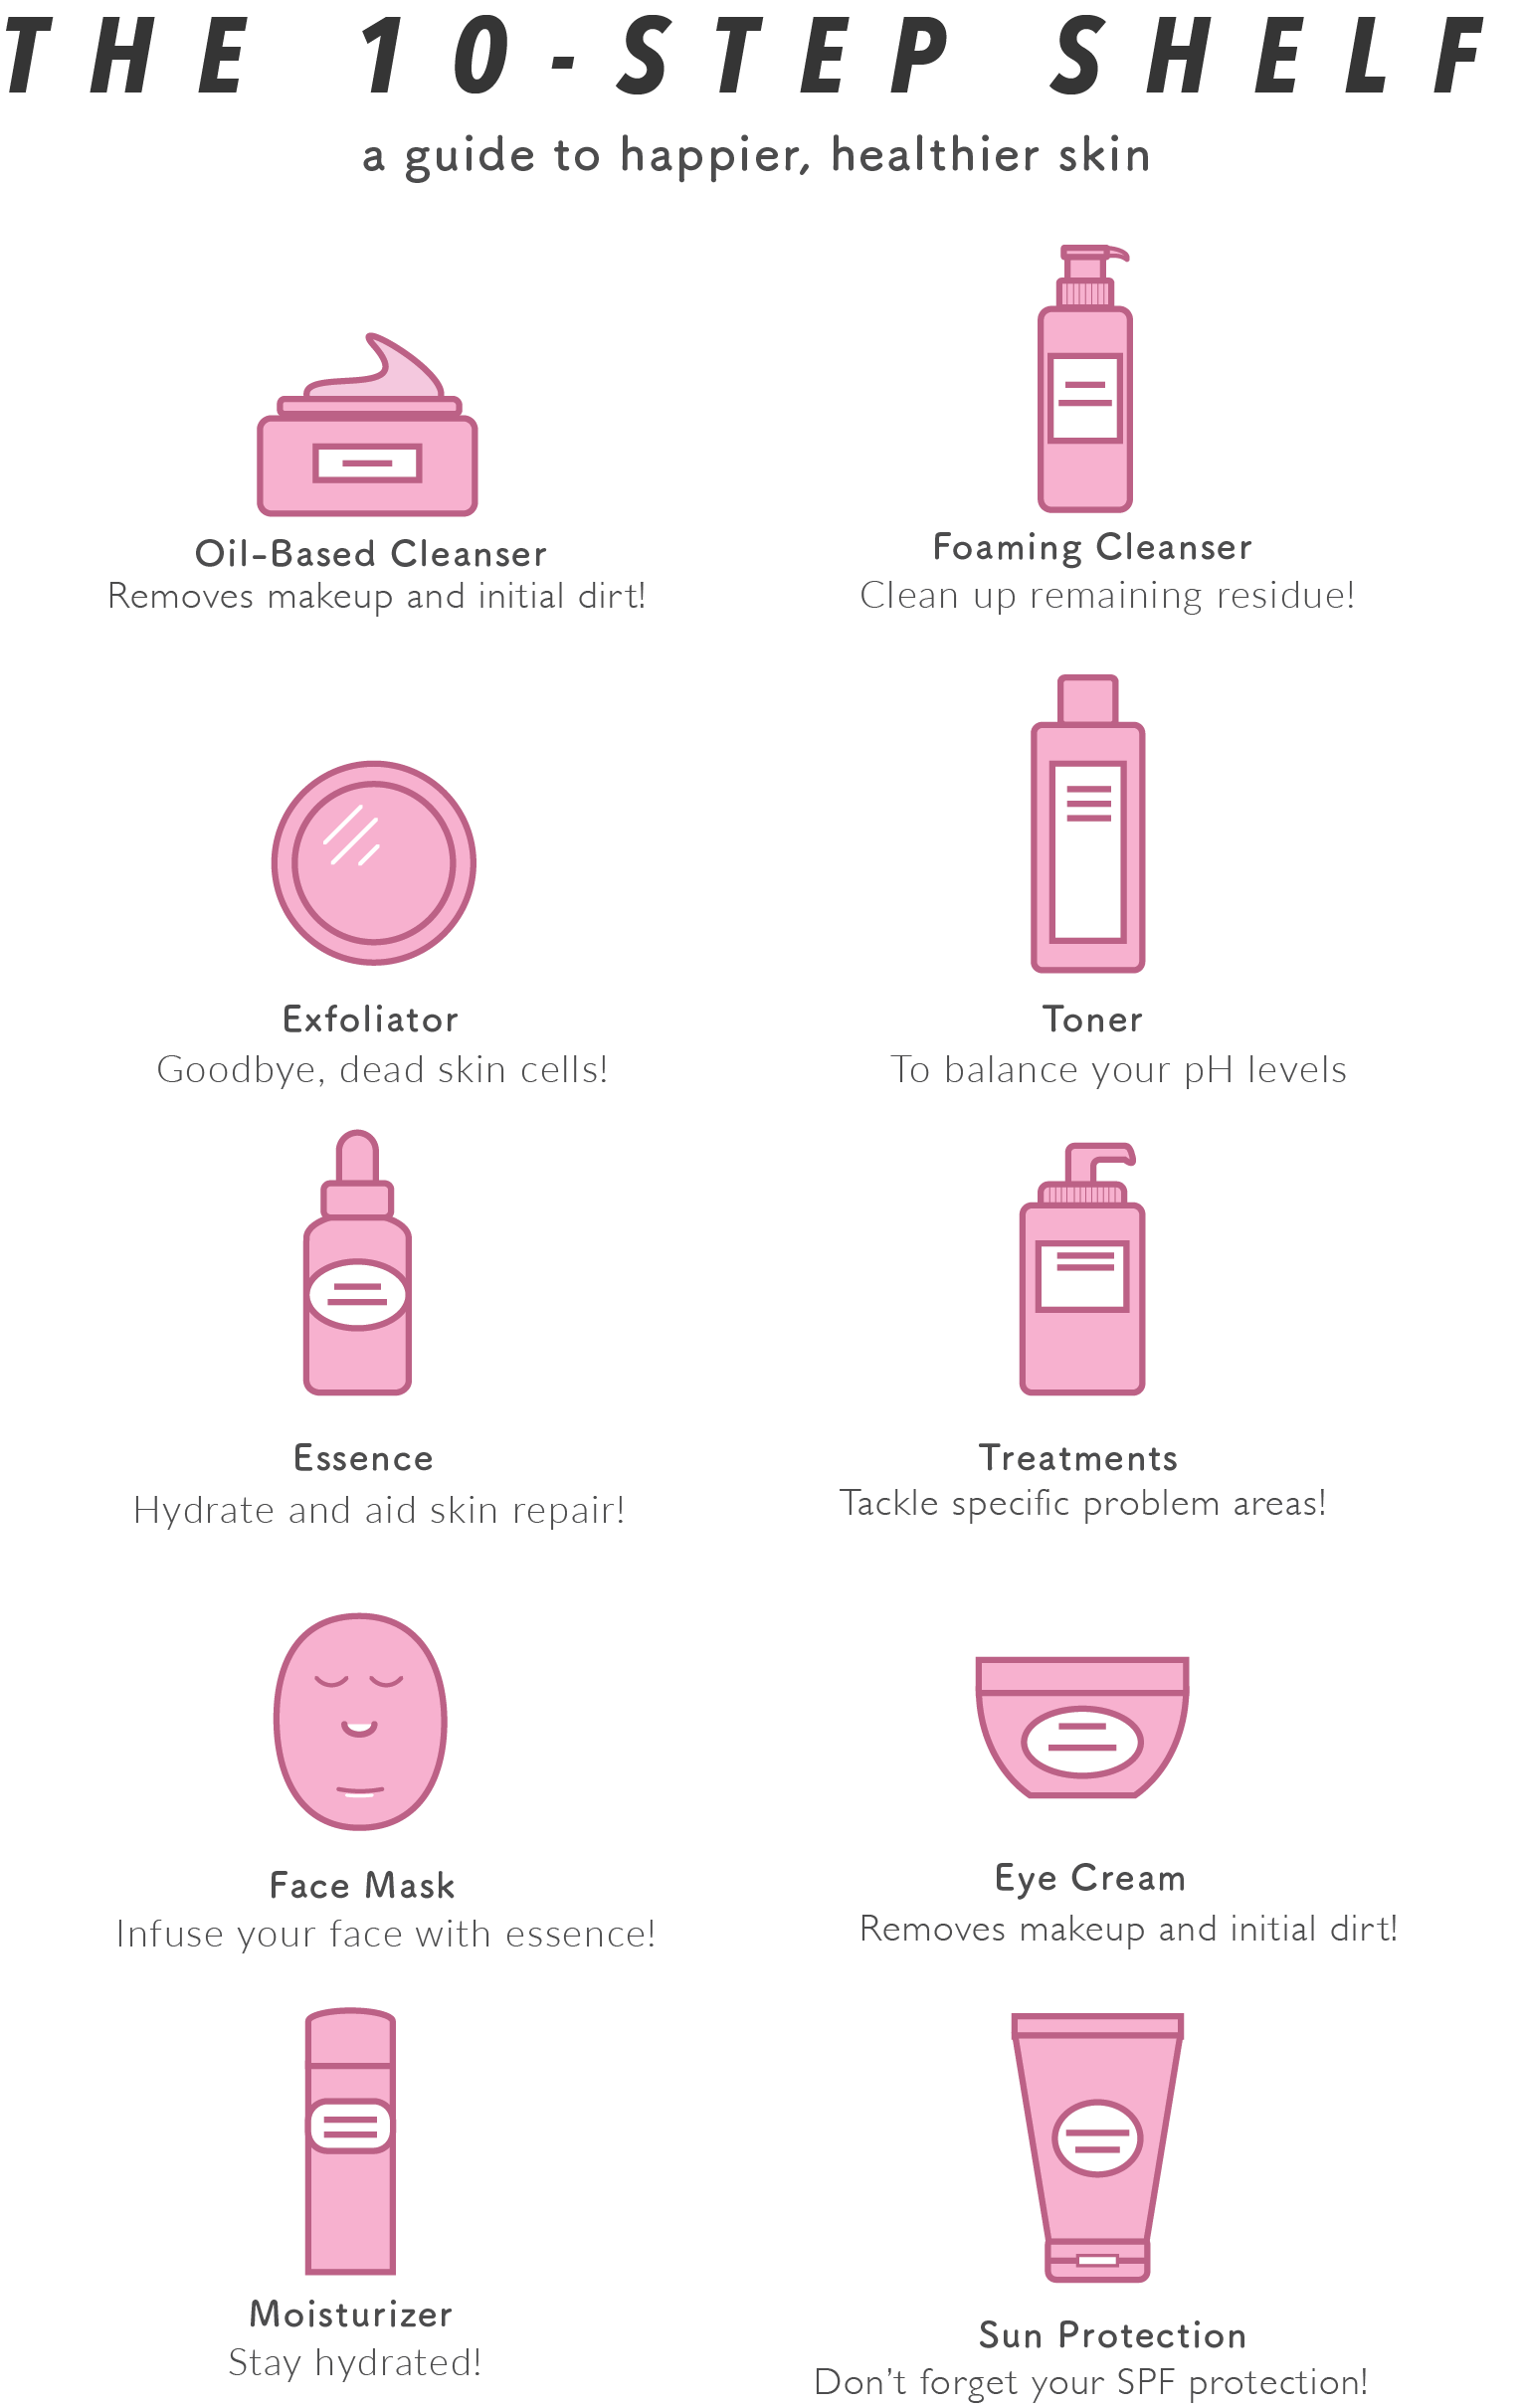 THE 10-STEP SHELF
a guide to happier, healthier skin
Oil-Based Cleanser
Removes makeup and initial dirt!
Foaming Cleanser
Clean up remaining residue!
Exfoliator
Goodbye, dead skin cells!
Toner
To balance your pH levels
Essence
Hydrate and aid skin repair!
Treatments
Tackle specific problem areas!
Face Mask
Infuse your face with essence!
Eye Cream
Removes makeup and initial dirt!
Moisturizer
Stay hydrated!
Sun Protection
Don't forget your SPF protection!